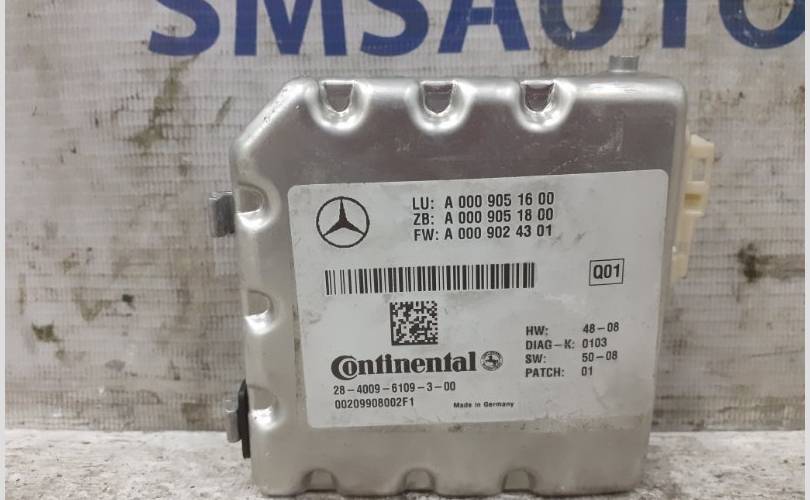 SMSAUTO
LU: A 000 905 16 00
ZB: A 000 905 18 00
FW: A 000 902 43 01
Q01
Continental
28-4009-6109-3-00
00209908002F1
Made in Germany
HW: 48-08
DIAG-K: 0103
SW: 50-08
PATCH: 01